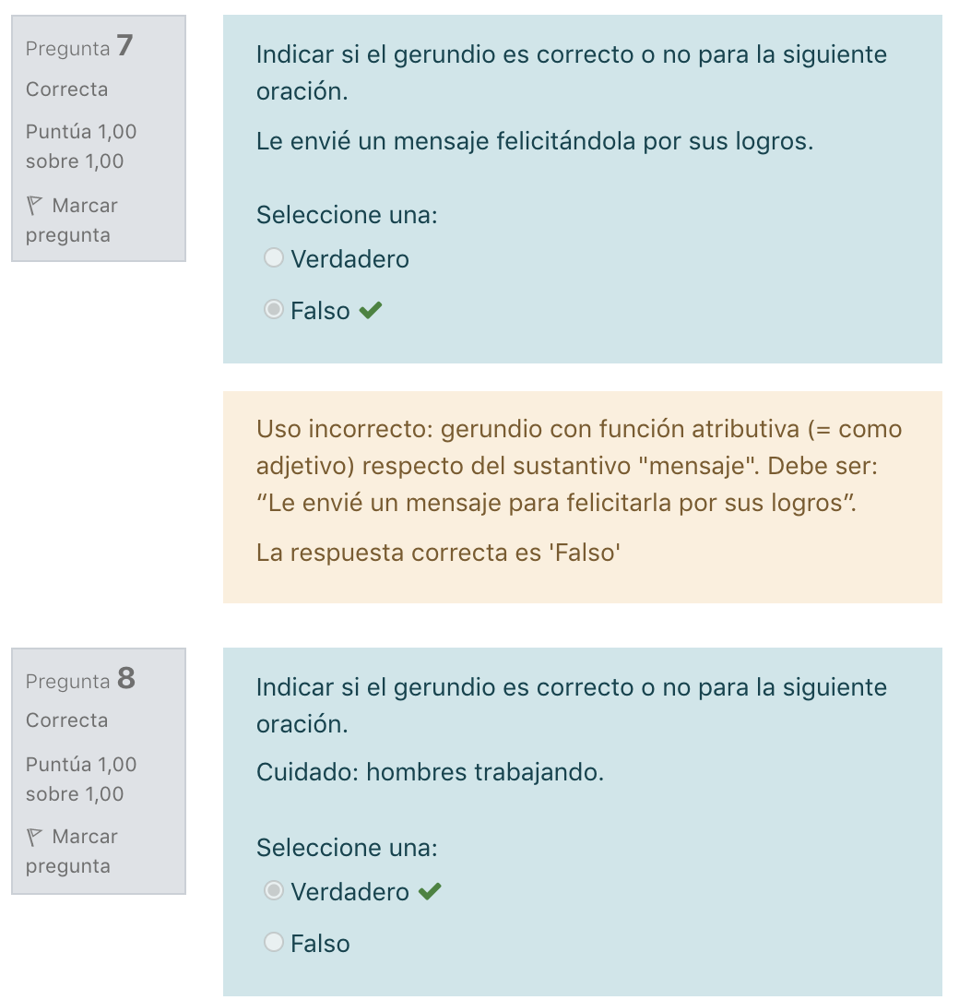 Pregunta 7
Correcta
Puntúa 1,00
sobre 1,00
Marcar
pregunta
Indicar si el gerundio es correcto o no para la siguiente
oración.
Le envié un mensaje felicitándola por sus logros.
Seleccione una:
Verdadero
Falso
Uso incorrecto: gerundio con función atributiva (= como
adjetivo) respecto del sustantivo "mensaje". Debe ser:
“Le envié un mensaje para felicitarla por sus logros”.
La respuesta correcta es 'Falso'
Pregunta 8
Correcta
Puntúa 1,00
sobre 1,00
Marcar
pregunta
Indicar si el gerundio es correcto o no para la siguiente
oración.
Cuidado: hombres trabajando.
Seleccione una:
Verdadero
Falso